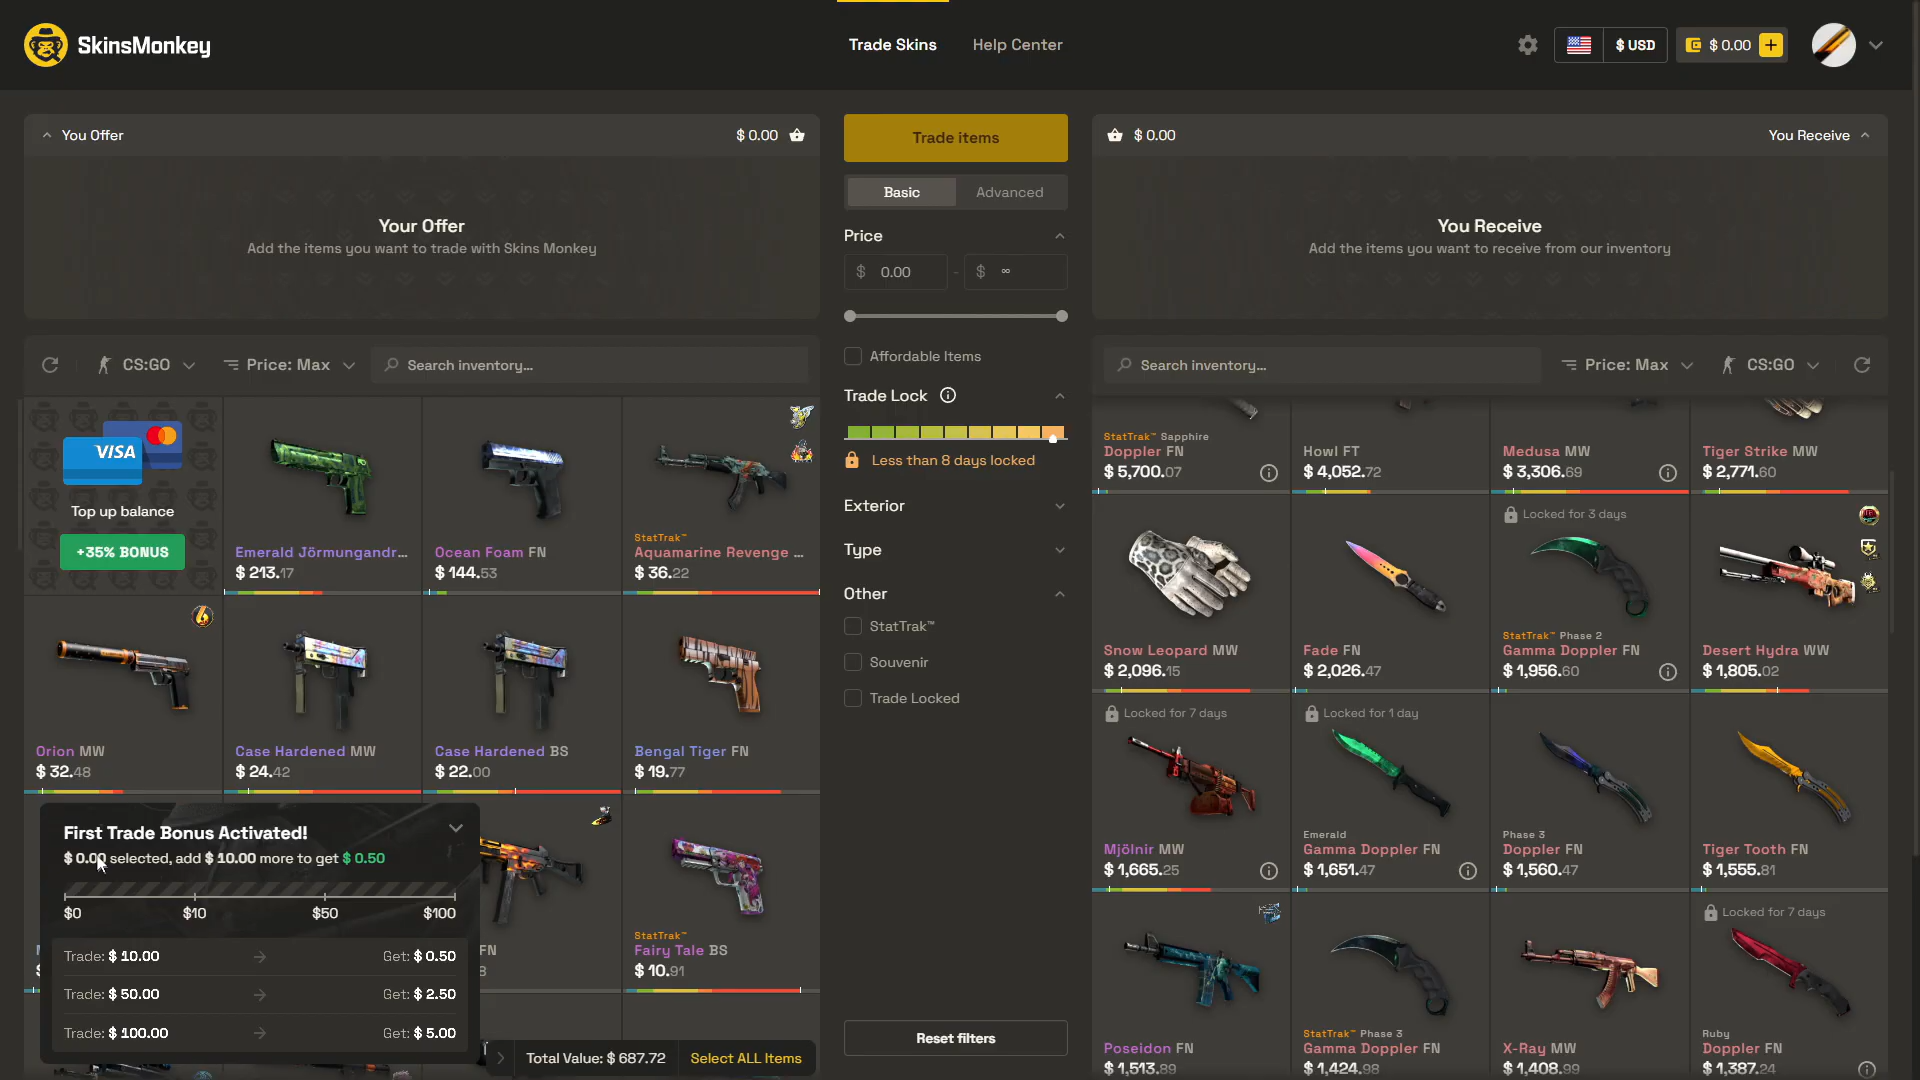 SkinsMonkey
Trade Skins
Help Center
$ USD
$ 0.00
You Offer
$ 0.00
Your Offer
Add the items you want to trade with Skins Monkey
CS:GO
Price: Max
Search inventory...
VISA
Top up balance
+35% BONUS
Emerald Jörmungandr...
$ 213.17
Ocean Foam FN
$ 144.53
StatTrak™
Aquamarine Revenge ...
$ 36.22
Orion MW
$ 32.48
Case Hardened MW
$ 24.42
Case Hardened BS
$ 22.00
Bengal Tiger FN
$ 19.77
First Trade Bonus Activated!
$ 0.00 selected, add $ 10.00 more to get $ 0.50
$0
$10
$50
$100
Trade: $ 10.00
Get: $ 0.50
Trade: $ 50.00
Get: $ 2.50
Trade: $ 100.00
Get: $ 5.00
FN
StatTrak™
Fairy Tale BS
$ 10.91
Total Value: $ 687.72
Select ALL Items
Trade items
Basic
Advanced
Price
$ 0.00
-
$ ∞
Affordable Items
Trade Lock
Less than 8 days locked
Exterior
Type
Other
StatTrak™
Souvenir
Trade Locked
Reset filters
$ 0.00
You Receive
You Receive
Add the items you want to receive from our inventory
Search inventory...
Price: Max
CS:GO
StatTrak™ Sapphire
Doppler FN
$ 5,700.07
Howl FT
$ 4,052.72
Medusa MW
$ 3,306.69
Tiger Strike MW
$ 2,771.60
Snow Leopard MW
$ 2,096.15
Fade FN
$ 2,026.47
Locked for 3 days
StatTrak™ Phase 2
Gamma Doppler FN
$ 1,956.60
Desert Hydra WW
$ 1,805.02
Locked for 7 days
Mjölnir MW
$ 1,665.25
Locked for 1 day
Emerald
Gamma Doppler FN
$ 1,651.47
Phase 3
Doppler FN
$ 1,560.47
Tiger Tooth FN
$ 1,555.81
Poseidon FN
$ 1,513.89
StatTrak™ Phase 3
Gamma Doppler FN
$ 1,424.98
X-Ray MW
$ 1,408.99
Locked for 7 days
Ruby
Doppler FN
$ 1,387.24